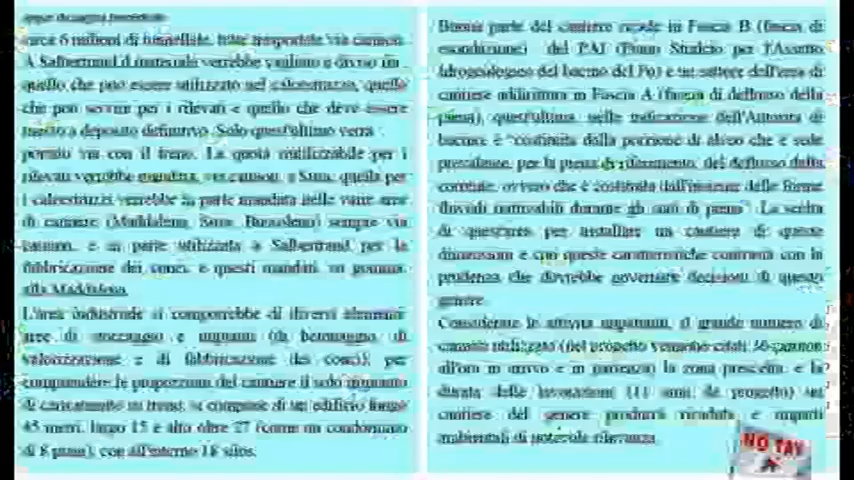 circa 6 milioni di tonnellate, tutte trasportate via camion.
A Salbertrand il materiale verrebbe vagliato e diviso in
quello che può essere utilizzato nel calcestruzzo, quello
che può servire per i rilevati e quello che deve essere
messo a deposito definitivo. Solo quest'ultimo verrà
portato via con il treno. La quota riutilizzabile per i
rilevati verrebbe mandata, via camion, a Susa, quella per
i calcestruzzi verrebbe in parte mandata nelle varie aree
di cantiere (Maddalena, Susa, Bussoleno) sempre via
camion, e in parte utilizzata a Salbertrand per la
fabbricazione dei conci, e questi mandati, su gomma,
alla Maddalena.
L'area industriale si comporrebbe di diversi elementi:
aree di stoccaggio e impianti (di betonaggio, di
valorizzazione e di fabbricazione dei conci); per
comprendere le proporzioni del cantiere il solo impianto
di caricamento su treno, si compone di un edificio lungo
45 metri, largo 15 e alto oltre 27 (come un condominio
di 8 piani), con all'interno 18 silos.
Buona parte del cantiere ricade in Fascia B (fascia di
esondazione) del PAI (Piano Stralcio per l'Assetto
Idrogeologico del bacino del Po) e un settore dell'area di
cantiere addirittura in Fascia A (fascia di deflusso della
piena), quest'ultima, nelle indicazione dell'Autorità di
bacino, è "costituita dalla porzione di alveo che è sede
prevalente, per la piena di riferimento, del deflusso della
corrente, ovvero che è costituita dall'insieme delle forme
fluviali riattivabili durante gli stati di piena". La scelta
di quest'area per installare un cantiere di queste
dimensioni e con queste caratteristiche contrasta con la
prudenza che dovrebbe governare decisioni di questo
genere.
Considerate le attività impattanti, il grande numero di
camion utilizzato (nel progetto vengono citati 36 camion
all'ora in arrivo e in partenza) la zona prescelta, e la
durata delle lavorazioni (11 anni da progetto) un
cantiere del genere produrrà ricadute e impatti
ambientali di notevole rilevanza.
NO TAV